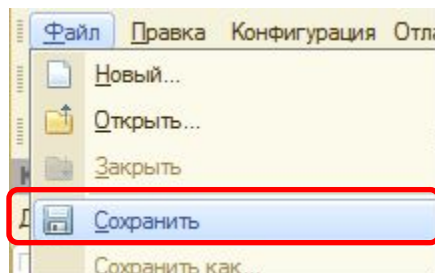 Файл Правка Конфигурация Отла
Новый...
Открыть...
Закрыть
Сохранить
Сохранить как...